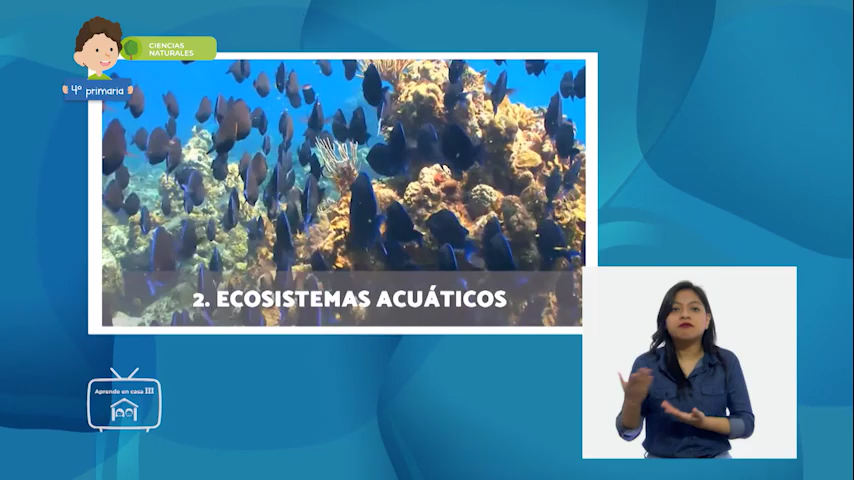 CIENCIAS
NATURALES
4º primaria
2. ECOSISTEMAS ACUÁTICOS
Aprende en casa III